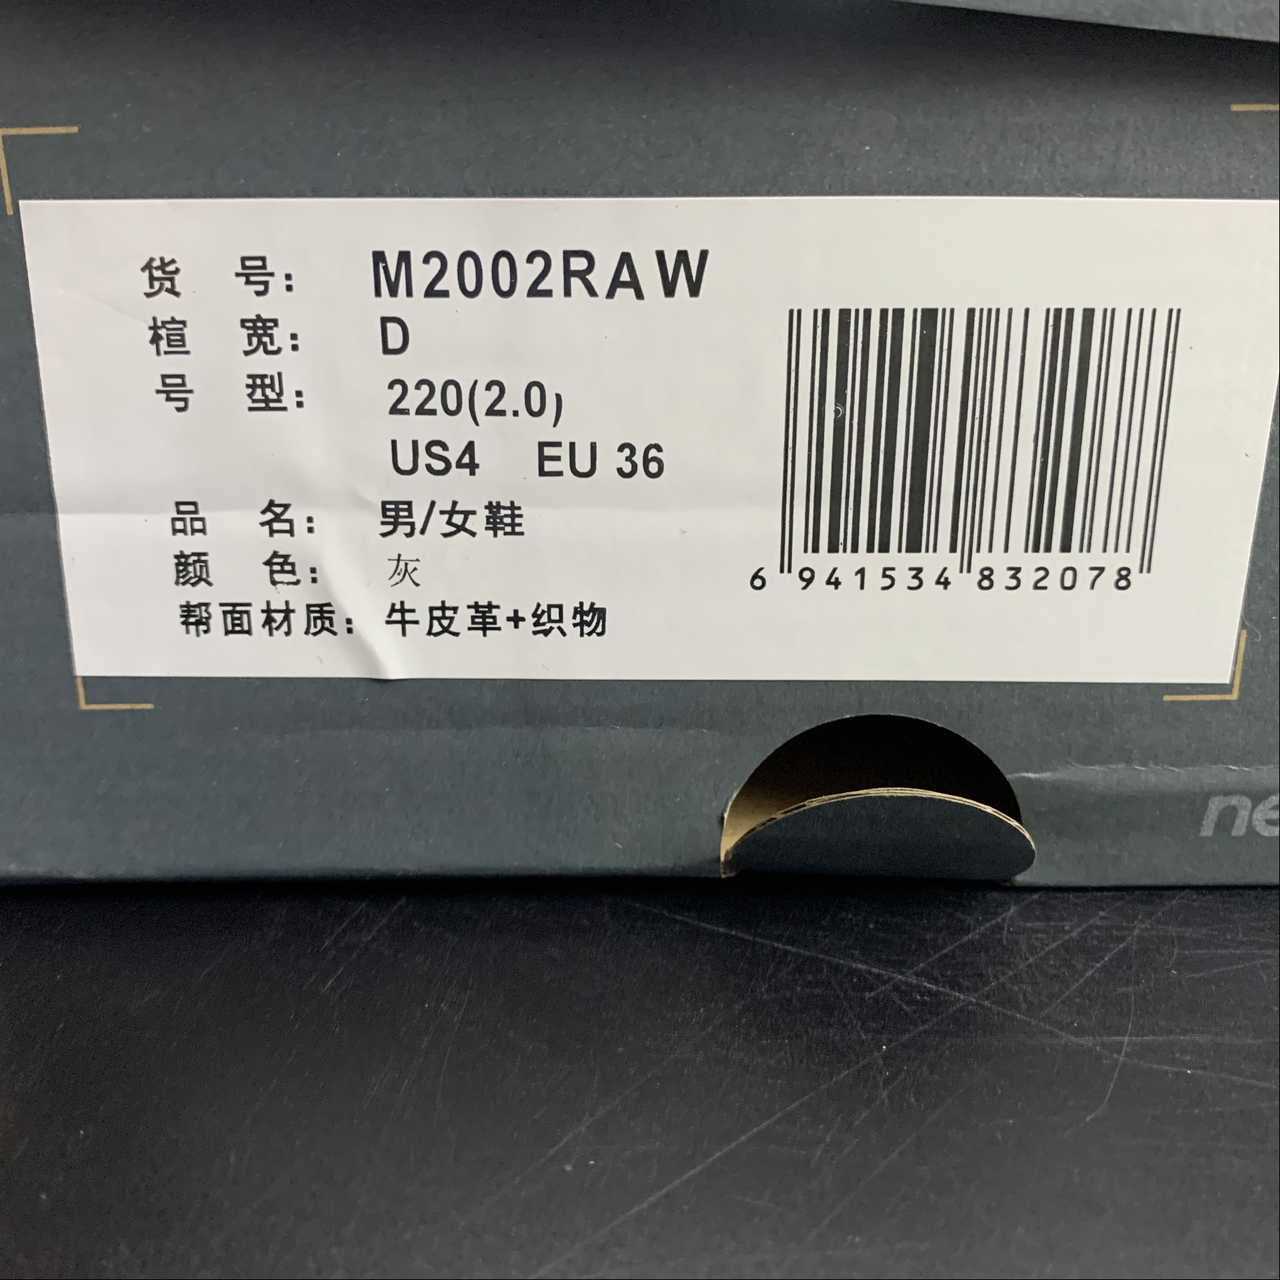 货 号： M2002RAW
楦 宽： D
号 型： 220(2.0)
US4 EU 36
品 名： 男/女鞋
颜 色： 灰
帮面材质： 牛皮革+织物
6 941534 832078
ne